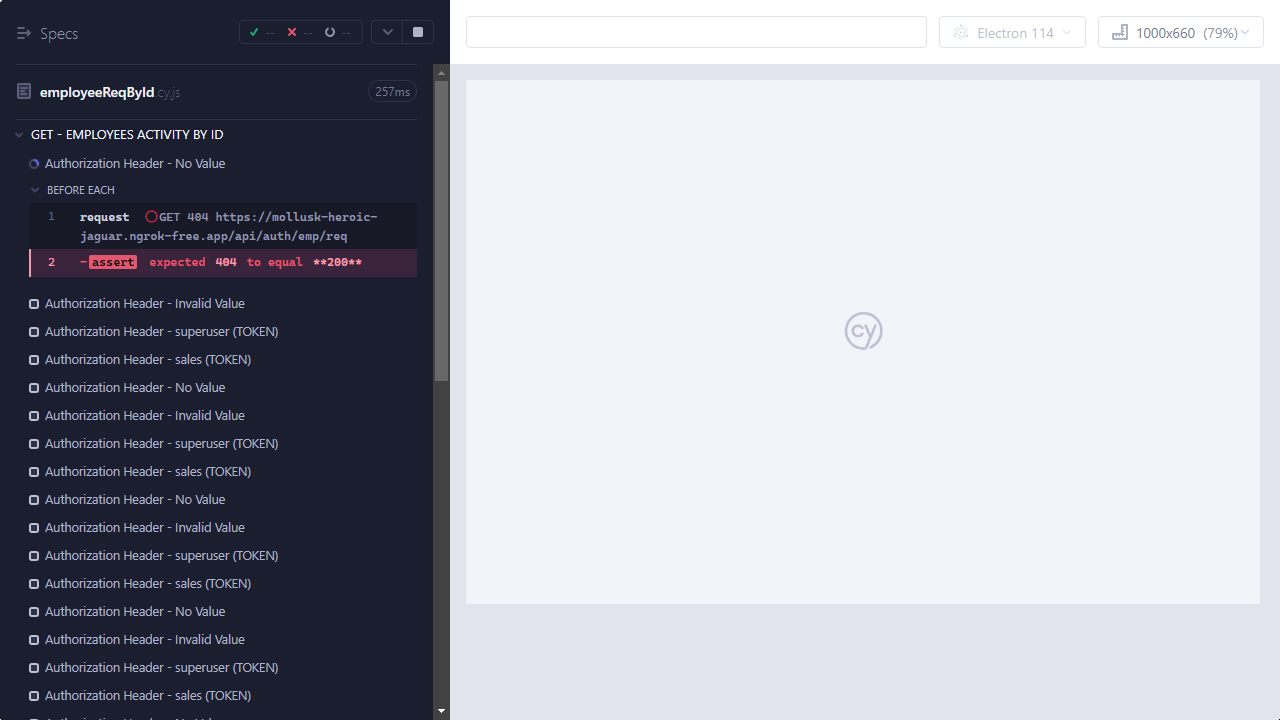 Specs
-- -- --
Electron 114
1000x660 (79%)
employeeReqById.cy.js
257ms
GET - EMPLOYEES ACTIVITY BY ID
Authorization Header - No Value
BEFORE EACH
1 request GET 404 https://mollusk-heroic-
jaguar.ngrok-free.app/api/auth/emp/req
2 -assert expected 404 to equal **200**
Authorization Header - Invalid Value
Authorization Header - superuser (TOKEN)
Authorization Header - sales (TOKEN)
Authorization Header - No Value
Authorization Header - Invalid Value
Authorization Header - superuser (TOKEN)
Authorization Header - sales (TOKEN)
Authorization Header - No Value
Authorization Header - Invalid Value
Authorization Header - superuser (TOKEN)
Authorization Header - sales (TOKEN)
Authorization Header - No Value
Authorization Header - Invalid Value
Authorization Header - superuser (TOKEN)
Authorization Header - sales (TOKEN)
cy